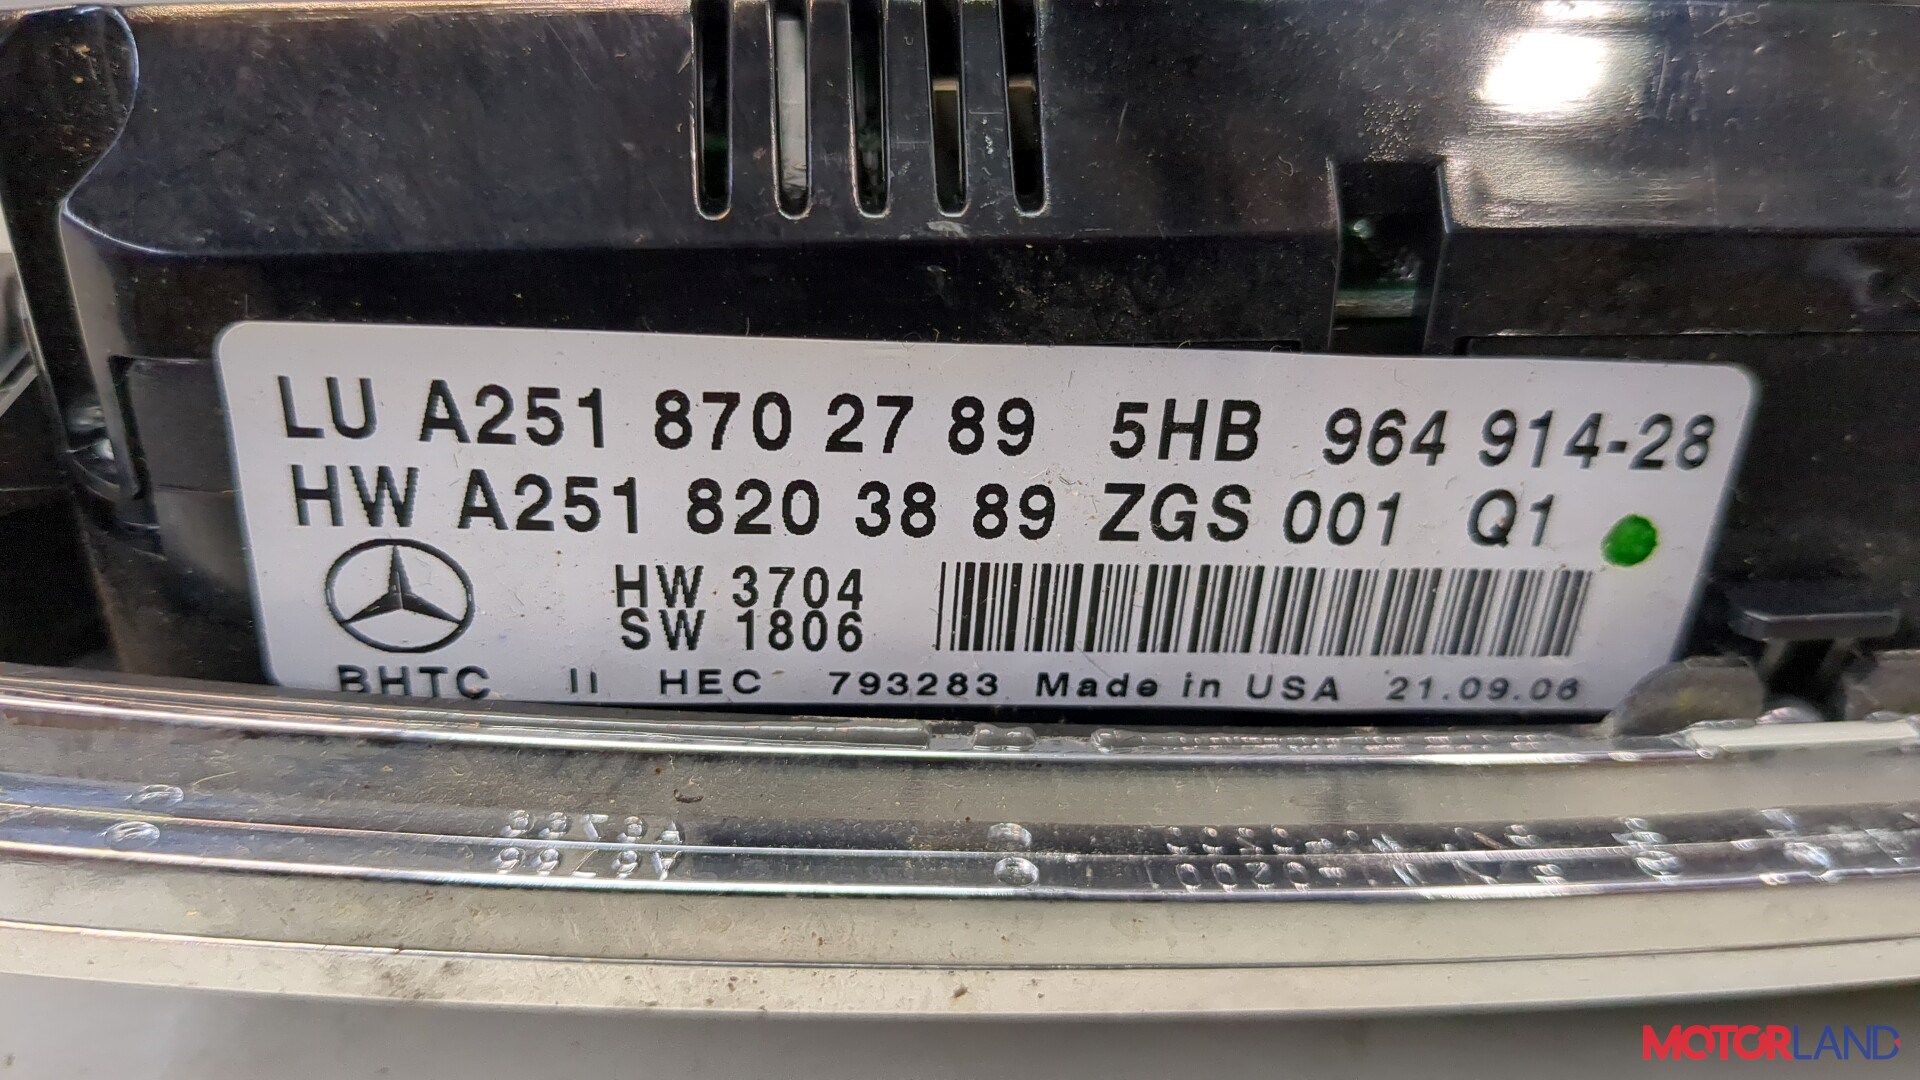 LU A251 870 27 89 5HB 964 914-28
HW A251 820 38 89 ZGS 001 Q1
HW 3704
SW 1806
BHTC II HEC 793283 Made in USA 21.09.06
MOTORLAND